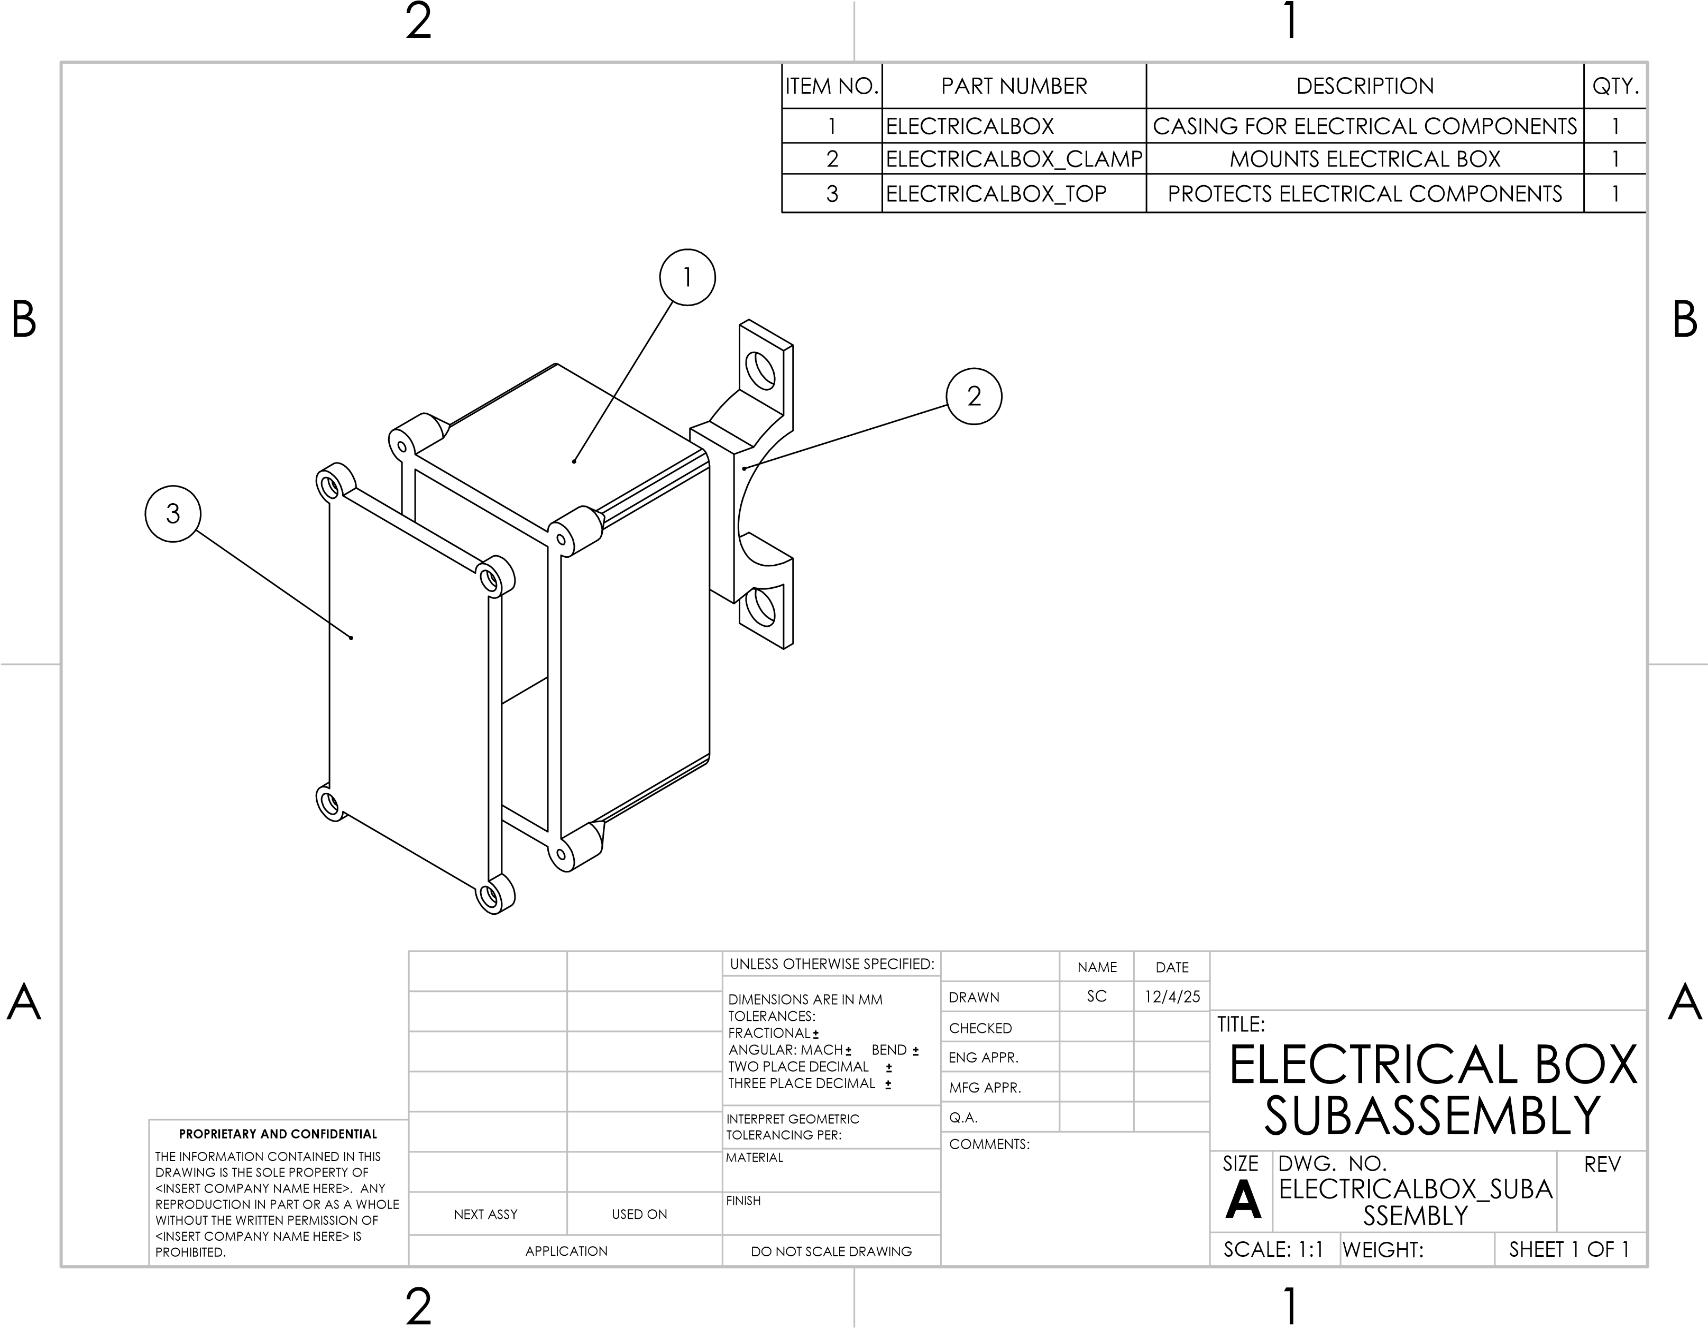 2 1
ITEM NO. PART NUMBER DESCRIPTION QTY.
1 ELECTRICALBOX CASING FOR ELECTRICAL COMPONENTS 1
2 ELECTRICALBOX_CLAMP MOUNTS ELECTRICAL BOX 1
3 ELECTRICALBOX_TOP PROTECTS ELECTRICAL COMPONENTS 1
1
B B
2
3
A A
UNLESS OTHERWISE SPECIFIED:
DIMENSIONS ARE IN MM
TOLERANCES:
FRACTIONAL±
ANGULAR: MACH± BEND ±
TWO PLACE DECIMAL ±
THREE PLACE DECIMAL ±
INTERPRET GEOMETRIC
TOLERANCING PER:
MATERIAL
FINISH
DO NOT SCALE DRAWING
NAME DATE
DRAWN SC 12/4/25
CHECKED
ENG APPR.
MFG APPR.
Q.A.
COMMENTS:
TITLE:
ELECTRICAL BOX
SUBASSEMBLY
SIZE DWG. NO. REV
A ELECTRICALBOX_SUBA
SSEMBLY
SCALE: 1:1 WEIGHT: SHEET 1 OF 1
PROPRIETARY AND CONFIDENTIAL
THE INFORMATION CONTAINED IN THIS
DRAWING IS THE SOLE PROPERTY OF
<INSERT COMPANY NAME HERE>. ANY
REPRODUCTION IN PART OR AS A WHOLE
WITHOUT THE WRITTEN PERMISSION OF
<INSERT COMPANY NAME HERE> IS
PROHIBITED.
NEXT ASSY USED ON
APPLICATION
2 1